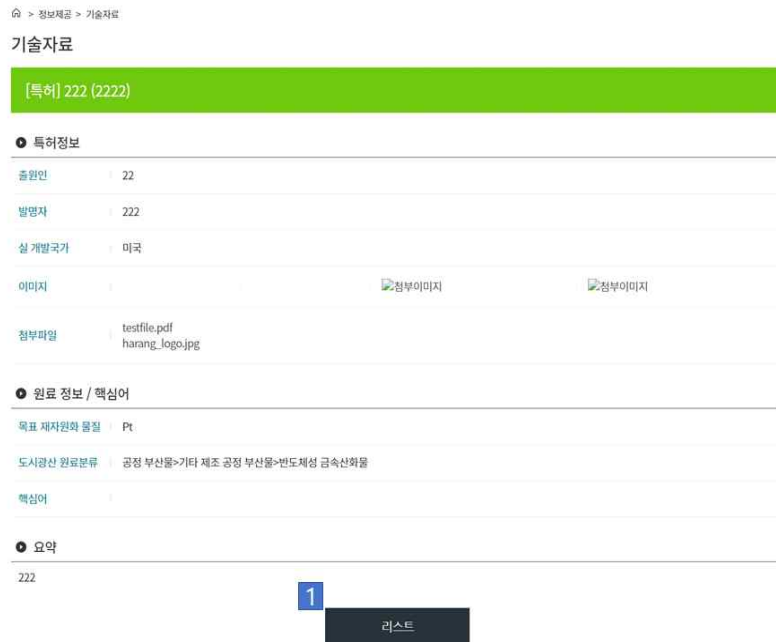 > 정보제공 > 기술자료
기술자료
[특허] 222 (2222)
특허정보
출원인 22
발명자 222
실 개발국가 미국
이미지 첨부이미지 첨부이미지
첨부파일 testfile.pdf
harang_logo.jpg
원료 정보 / 핵심어
목표 재자원화 물질 Pt
도시광산 원료분류 공정 부산물>기타 제조 공정 부산물>반도체성 금속산화물
핵심어
요약
222
1
리스트